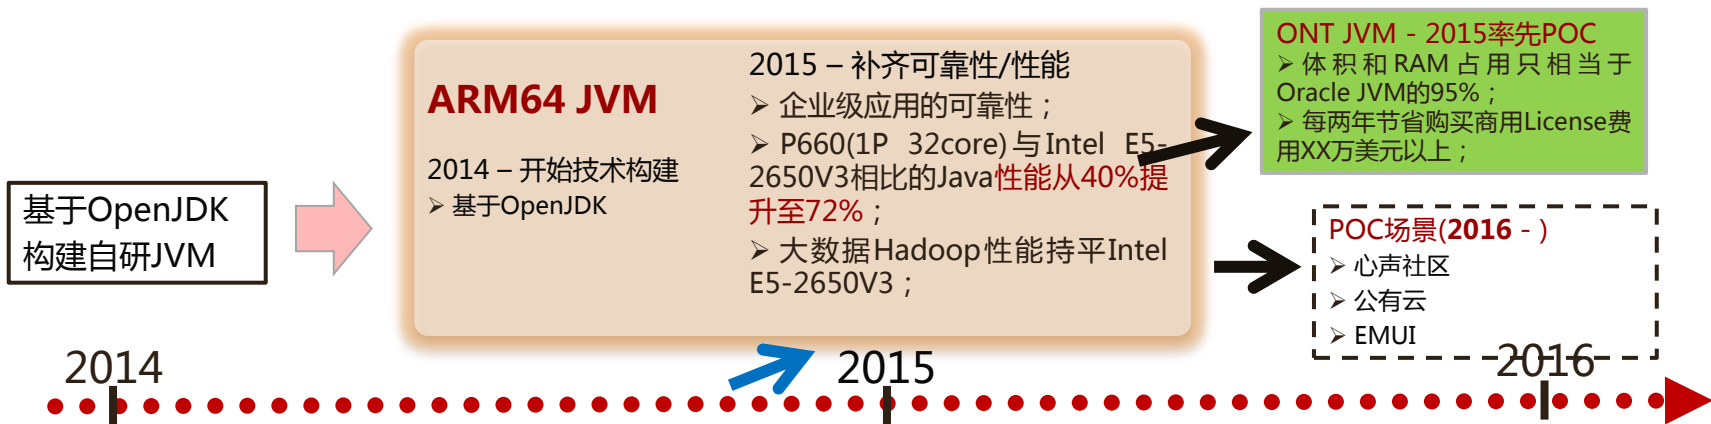 基于OpenJDK
构建自研JVM
ARM64 JVM
2014 – 开始技术构建
➢ 基于OpenJDK
2015 – 补齐可靠性/性能
➢ 企业级应用的可靠性；
➢ P660(1P 32core)与Intel E5-
2650V3相比的Java性能从40%提
升至72%；
➢ 大数据Hadoop性能持平Intel
E5-2650V3；
ONT JVM - 2015率先POC
➢ 体积和RAM占用只相当于
Oracle JVM的95%；
➢ 每两年节省购买商用License费
用XX万美元以上；
POC场景(2016 - )
➢ 心声社区
➢ 公有云
➢ EMUI
2014
2015
2016